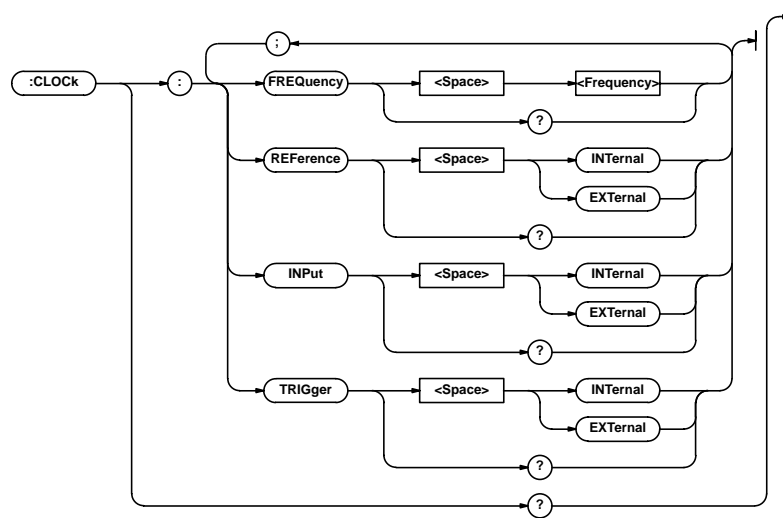 ;
:CLOCk : FREQuency <Space> <Frequency>
?
REFerence <Space> INTernal
EXTernal
?
INPut <Space> INTernal
EXTernal
?
TRIGger <Space> INTernal
EXTernal
?
?